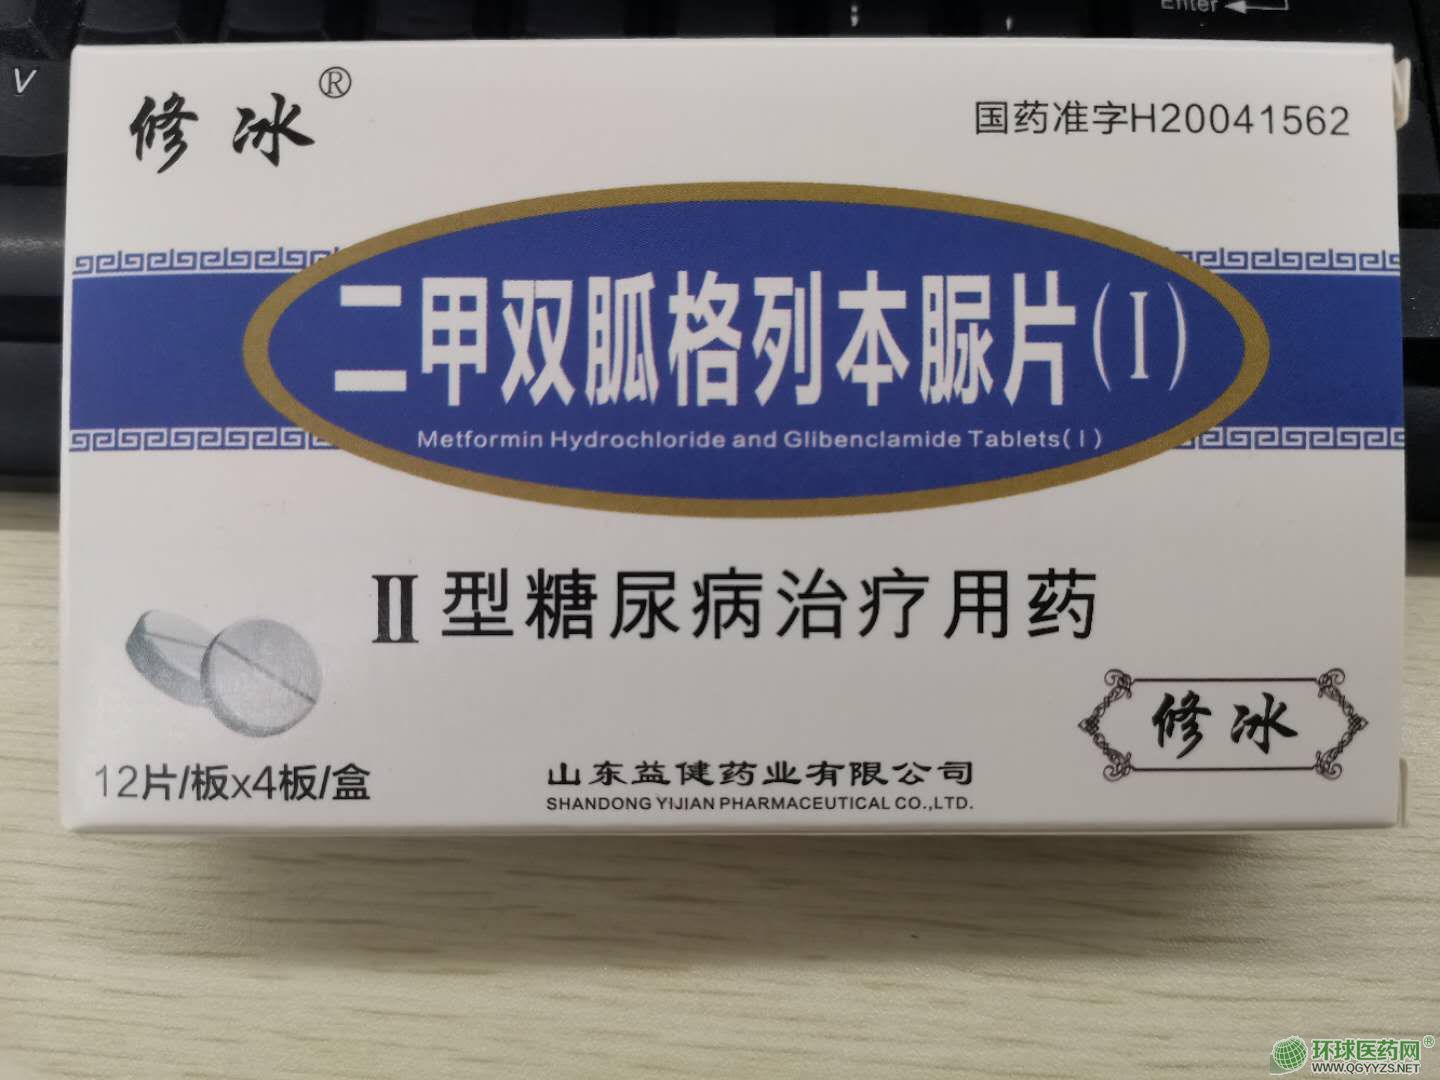 Enter
V
修冰®
国药准字H20041562
二甲双胍格列本脲片(I)
Metformin Hydrochloride and Glibenclamide Tablets(I)
II型糖尿病治疗用药
修冰
12片/板x4板/盒
山东益健药业有限公司
SHANDONG YIJIAN PHARMACEUTICAL CO.,LTD.
环球医药网®
WWW.QGYYZS.NET